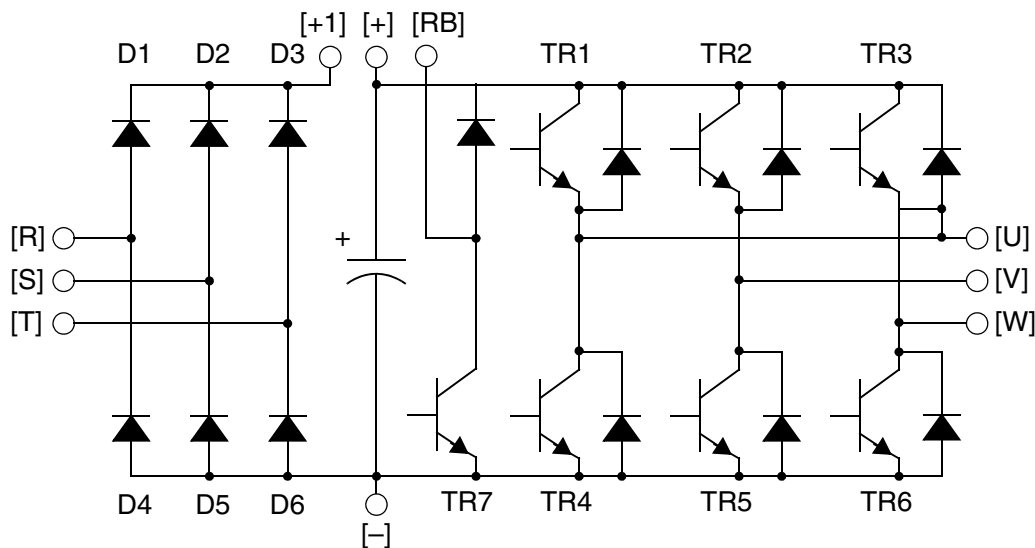 [+1] [+] [RB]
D1 D2 D3 TR1 TR2 TR3
[R] [U]
+
[S] [V]
[T] [W]
D4 D5 D6 TR7 TR4 TR5 TR6
[–]